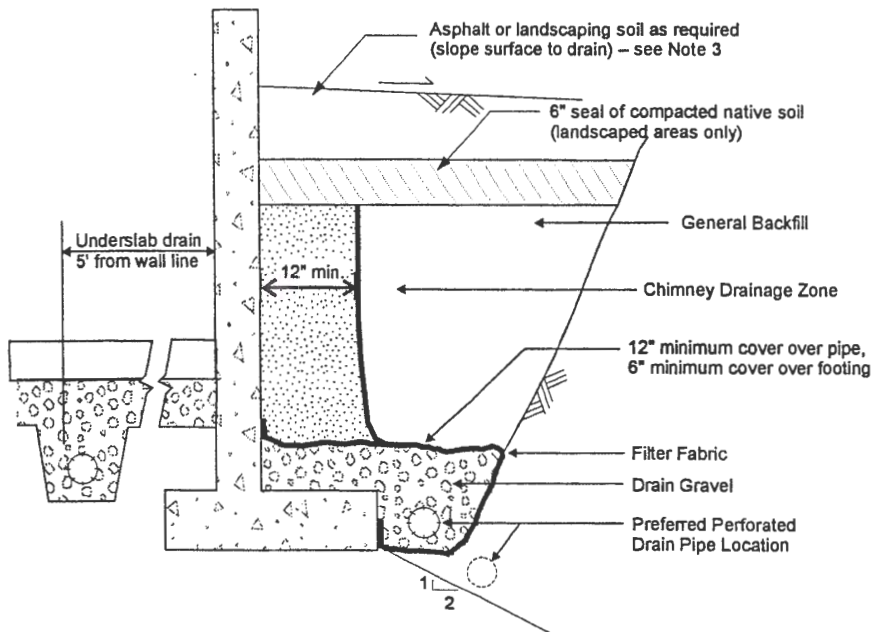 Asphalt or landscaping soil as required
(slope surface to drain) – see Note 3
6" seal of compacted native soil
(landscaped areas only)
General Backfill
Underslab drain
5' from wall line
12" min.
Chimney Drainage Zone
12" minimum cover over pipe,
6" minimum cover over footing
Filter Fabric
Drain Gravel
Preferred Perforated
Drain Pipe Location
1
2